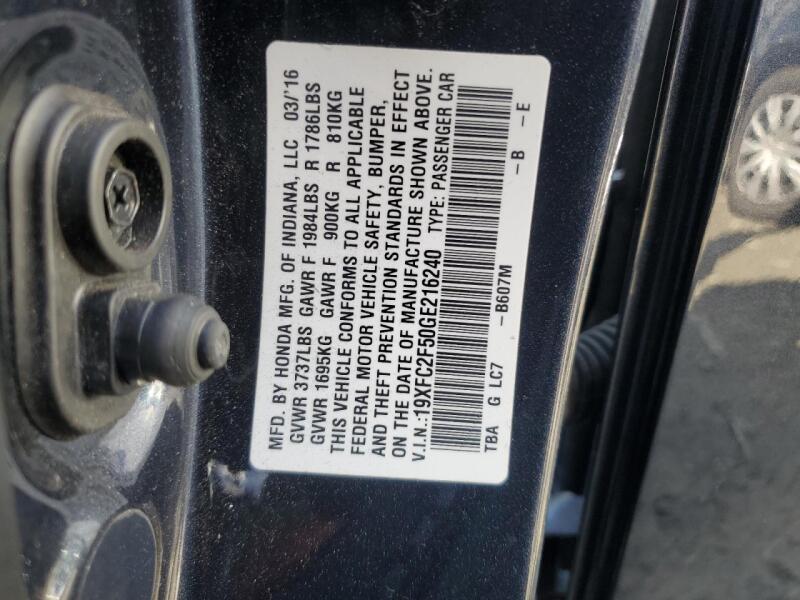 MFD. BY HONDA MFG. OF INDIANA, LLC 03/'16
GVWR 3737LBS GAWR F 1984LBS R 1786LBS
GVWR 1695KG GAWR F 900KG R 810KG
THIS VEHICLE CONFORMS TO ALL APPLICABLE
FEDERAL MOTOR VEHICLE SAFETY, BUMPER,
AND THEFT PREVENTION STANDARDS IN EFFECT
ON THE DATE OF MANUFACTURE SHOWN ABOVE.
V.I.N.:19XFC2F50GE216240 TYPE: PASSENGER CAR
TBA G LC7 -B607M -B -E